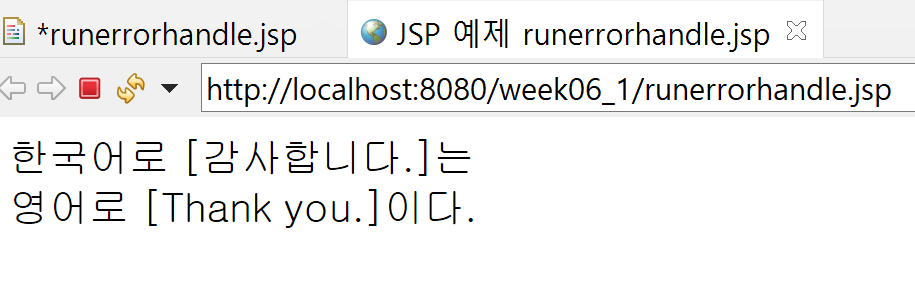 *runerrorhandle.jsp JSP 예제 runerrorhandle.jsp
http://localhost:8080/week06_1/runerrorhandle.jsp
한국어로 [감사합니다.]는
영어로 [Thank you.]이다.